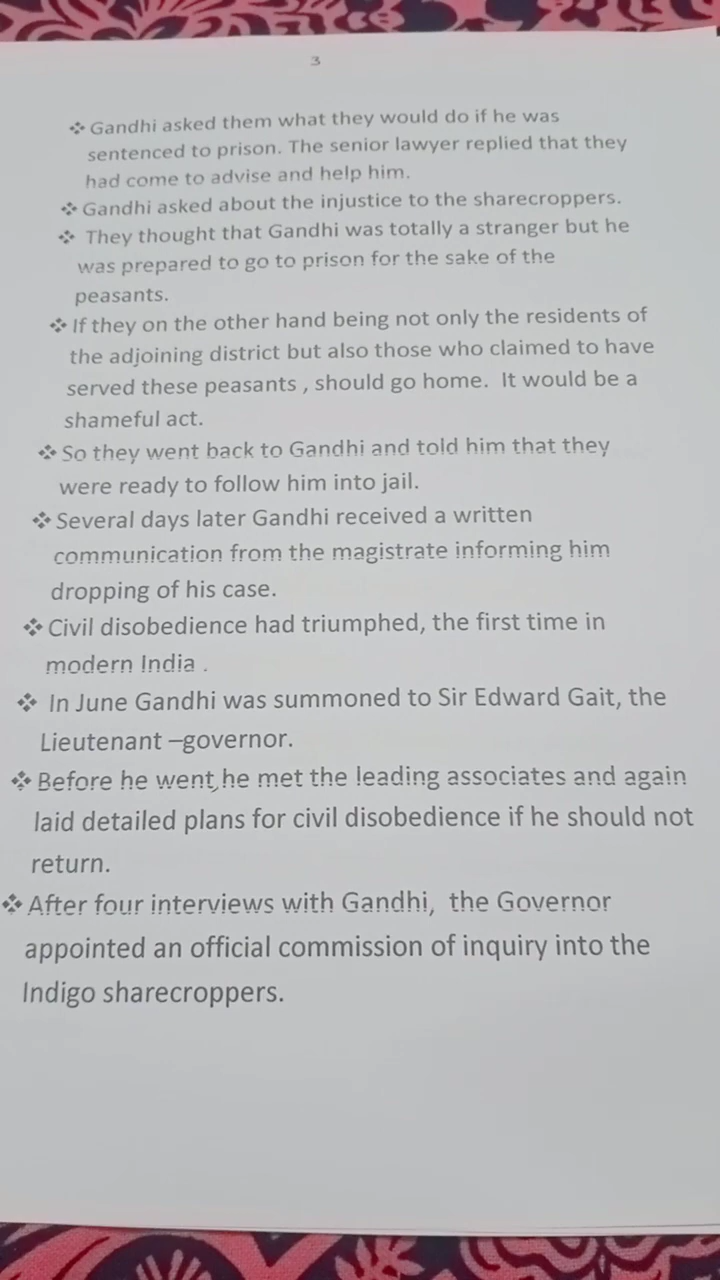 3
❖ Gandhi asked them what they would do if he was
sentenced to prison. The senior lawyer replied that they
had come to advise and help him.
❖ Gandhi asked about the injustice to the sharecroppers.
❖ They thought that Gandhi was totally a stranger but he
was prepared to go to prison for the sake of the
peasants.
❖ If they on the other hand being not only the residents of
the adjoining district but also those who claimed to have
served these peasants , should go home. It would be a
shameful act.
❖ So they went back to Gandhi and told him that they
were ready to follow him into jail.
❖ Several days later Gandhi received a written
communication from the magistrate informing him
dropping of his case.
❖ Civil disobedience had triumphed, the first time in
modern India .
❖ In June Gandhi was summoned to Sir Edward Gait, the
Lieutenant –governor.
❖ Before he went,he met the leading associates and again
laid detailed plans for civil disobedience if he should not
return.
❖ After four interviews with Gandhi, the Governor
appointed an official commission of inquiry into the
Indigo sharecroppers.